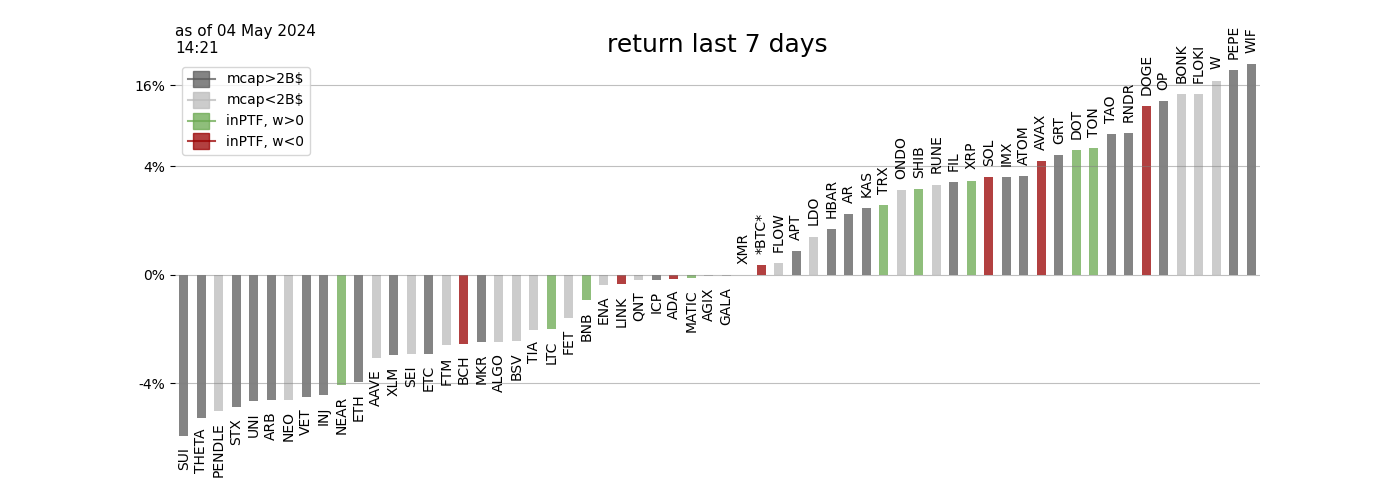 as of 04 May 2024
14:21
return last 7 days
mcap>2B$
mcap<2B$
inPTF, w>0
inPTF, w<0
16%
4%
0%
-4%
SUI
THETA
PENDLE
STX
UNI
ARB
NEO
VET
INJ
NEAR
ETH
AAVE
XLM
SEI
ETC
FTM
BCH
MKR
ALGO
BSV
TIA
LTC
FET
BNB
ENA
LINK
QNT
ICP
ADA
MATIC
AGIX
GALA
XMR
*BTC*
FLOW
APT
LDO
HBAR
AR
KAS
TRX
ONDO
SHIB
RUNE
FIL
XRP
SOL
IMX
ATOM
AVAX
GRT
DOT
TON
TAO
RNDR
DOGE
OP
BONK
FLOKI
W
PEPE
WIF